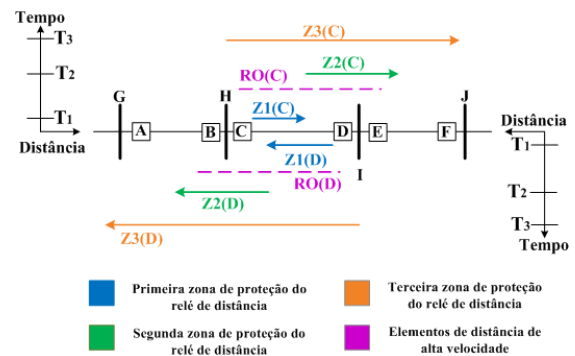 Tempo
T3
T2
T1
Distância
Z3(C)
Z2(C)
RO(C)
Z1(C)
G
H
J
A
B
C
D
E
F
I
Z1(D)
RO(D)
Z2(D)
Z3(D)
Distância
T1
T2
T3
Tempo
Primeira zona de proteção do
relé de distância
Terceira zona de proteção
do relé de distância
Segunda zona de proteção
do relé de distância
Elementos de distância de
alta velocidade